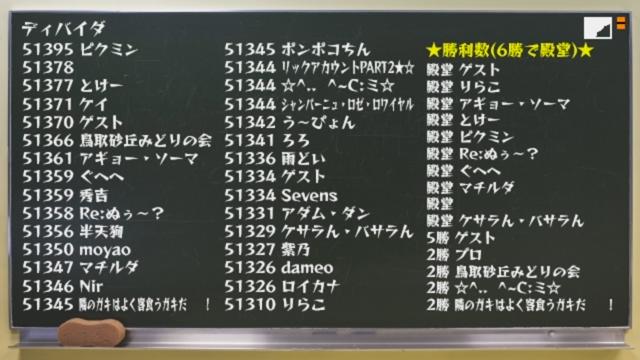 ディバイダ
51395 ピクミン
51378
51377 とけー
51371 ケイ
51370 ゲスト
51366 鳥取砂丘みどりの会
51361 アギョー・ソーマ
51359 ぐへへ
51359 秀吉
51358 Re:ぬぅ～？
51356 半天狗
51350 moyao
51347 マチルダ
51346 Nir
51345 隣のガキはよく客食うガキだ　！
51345 ポンポコちん
51344 リックアカウントPART2★☆
51344 ☆^．． ^~C:ミ☆
51344 シャンパーニュ・ロゼ・ロワイヤル
51342 う～ぴょん
51341 ろろ
51336 雨どい
51334 ゲスト
51334 Sevens
51331 アダム・ダン
51329 ケサラん・バサラん
51327 紫乃
51326 dameo
51326 ロイカナ
51310 りらこ
★勝利数(6勝で殿堂)★
殿堂 ゲスト
殿堂 りらこ
殿堂 アギョー・ソーマ
殿堂 とけー
殿堂 ピクミン
殿堂 Re:ぬぅ～？
殿堂 ぐへへ
殿堂 マチルダ
殿堂
殿堂 ケサラん・バサラん
5勝 ゲスト
2勝 プロ
2勝 鳥取砂丘みどりの会
2勝 ☆^．． ^~C:ミ☆
2勝 隣のガキはよく客食うガキだ　！